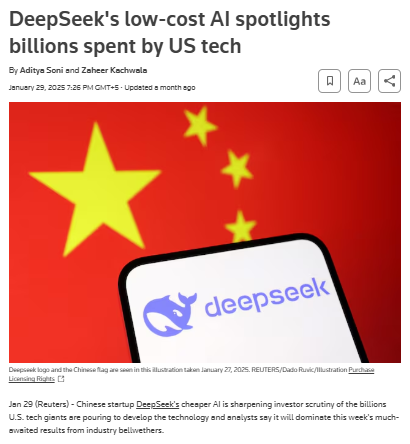 DeepSeek's low-cost AI spotlights
billions spent by US tech
By Aditya Soni and Zaheer Kachwala
January 29, 2025 7:26 PM GMT+5 · Updated a month ago
Aa
deepseek
Deepseek logo and the Chinese flag are seen in this illustration taken January 27, 2025. REUTERS/Dado Ruvic/Illustration Purchase
Licensing Rights
Jan 29 (Reuters) - Chinese startup DeepSeek's cheaper AI is sharpening investor scrutiny of the billions
U.S. tech giants are pouring to develop the technology and analysts say it will dominate this week's much-
awaited results from industry bellwethers.